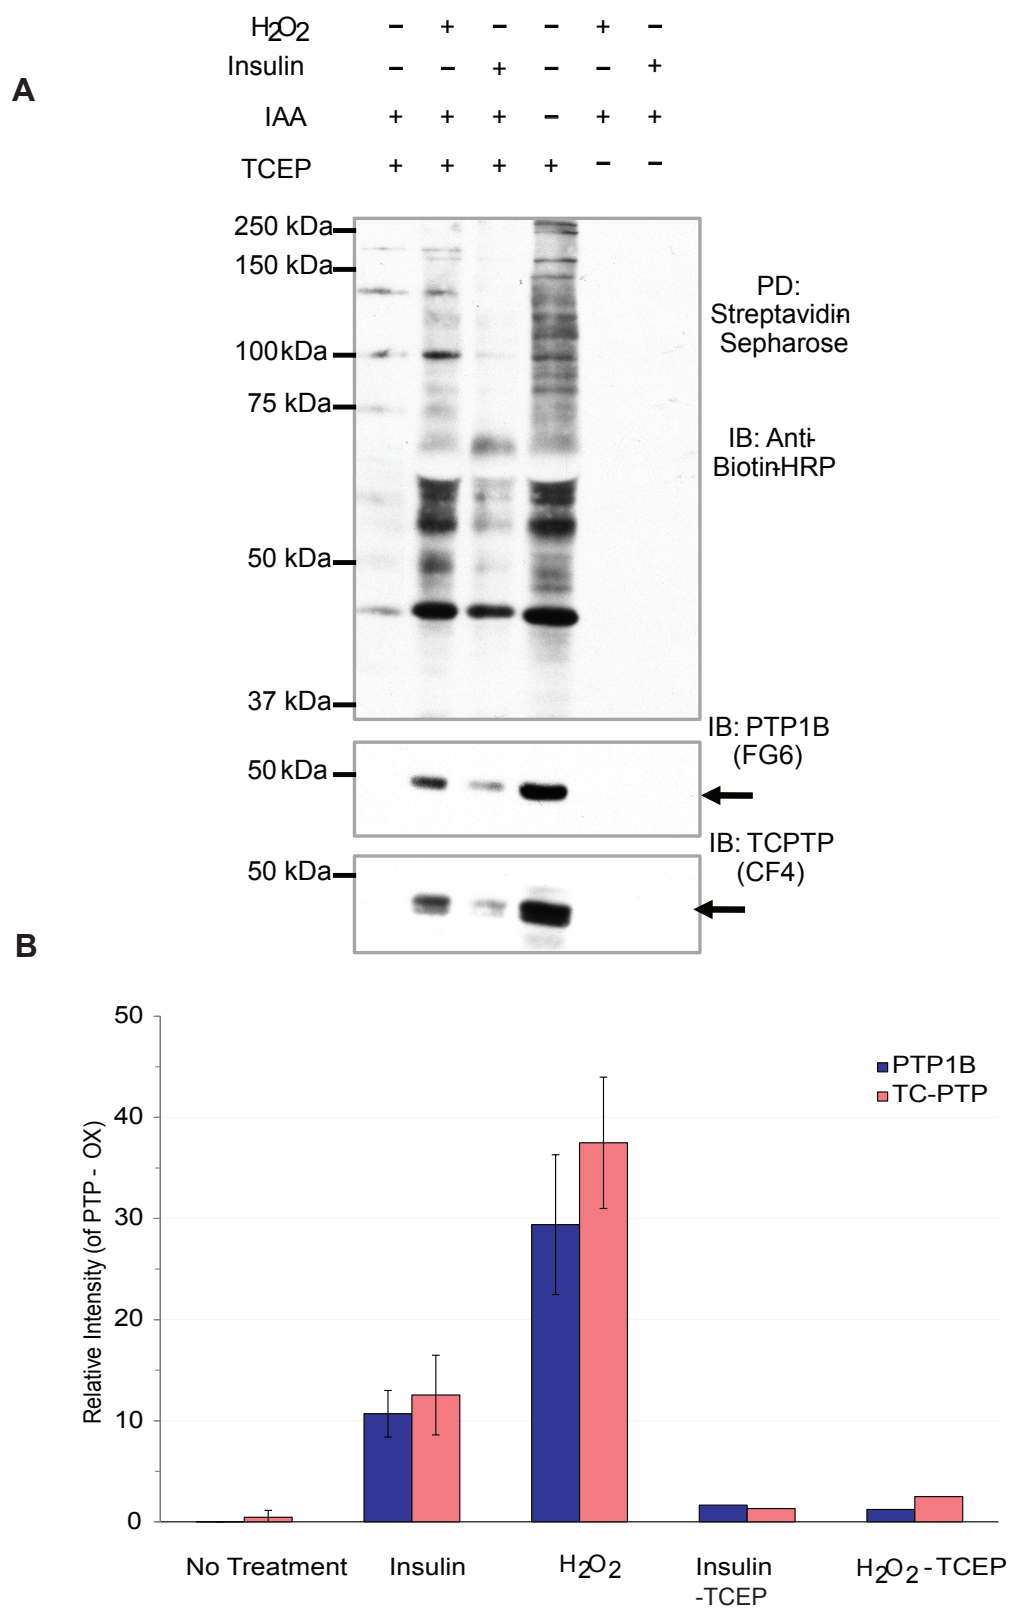 H2O2 – + – – + –
A
Insulin – – + – – +
IAA + + + – + +
TCEP + + + + – –
250 kDa
150 kDa
100kDa
75 kDa
50 kDa
37 kDa
PD:
Streptavidin-
Sepharose
IB: Anti-
Biotin-HRP
IB: PTP1B
(FG6)
50kDa
IB: TCPTP
(CF4)
50 kDa
B
Relative Intensity (of PTP - OX)
50
40
30
20
10
0
PTP1B
TC-PTP
No Treatment
Insulin
H2O2
Insulin
-TCEP
H2O2 - TCEP